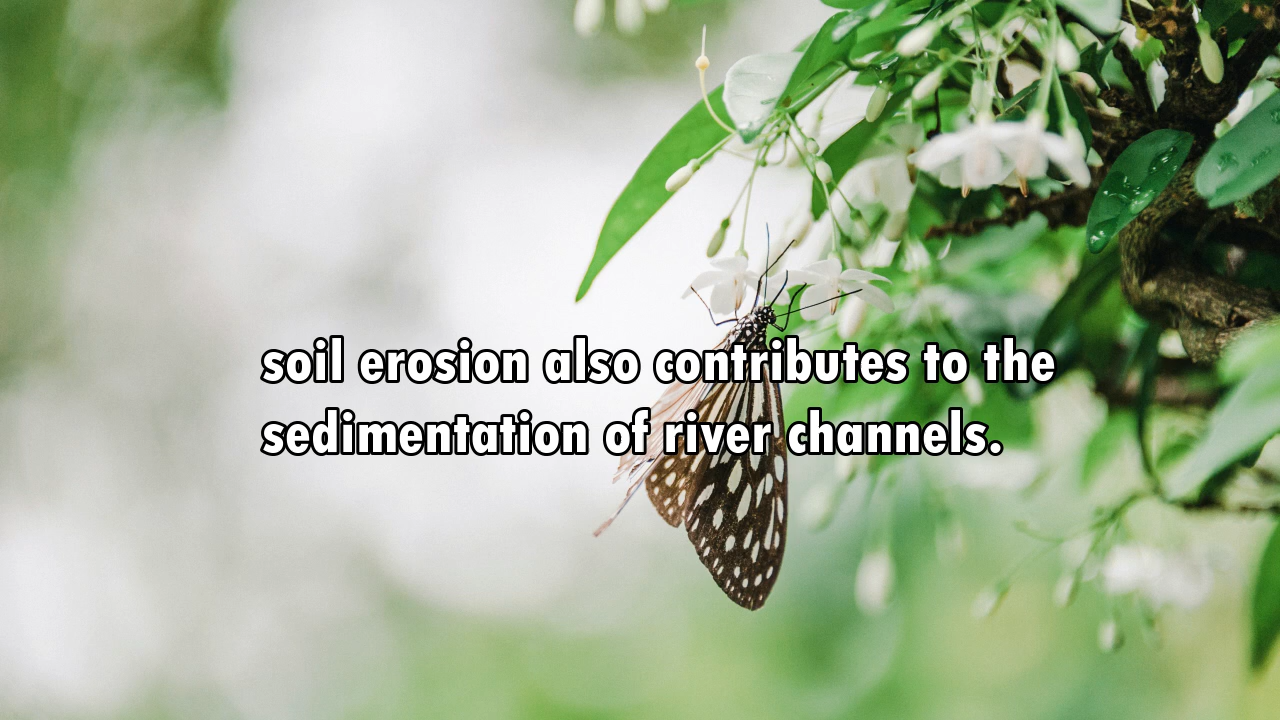 soil erosion also contributes to the
sedimentation of river channels.